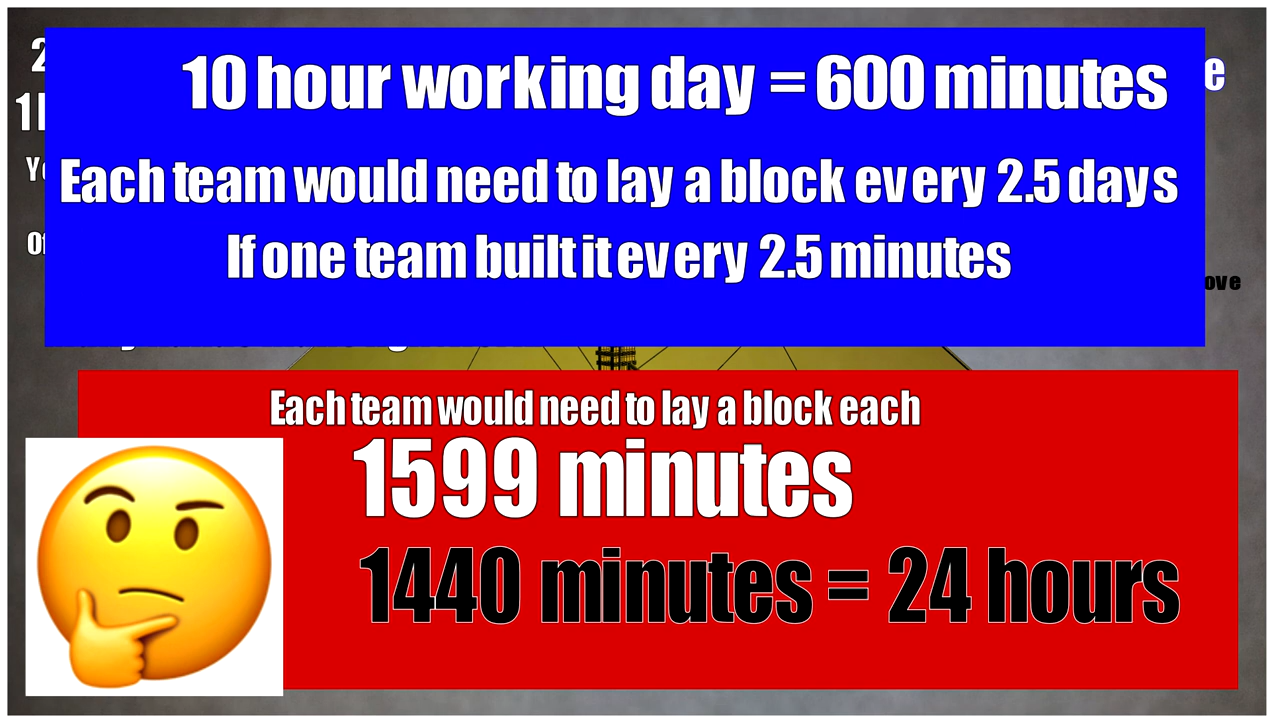 10 hour working day = 600 minutes
Each team would need to lay a block every 2.5 days
If one team built it every 2.5 minutes
Each team would need to lay a block each
1599 minutes
1440 minutes = 24 hours